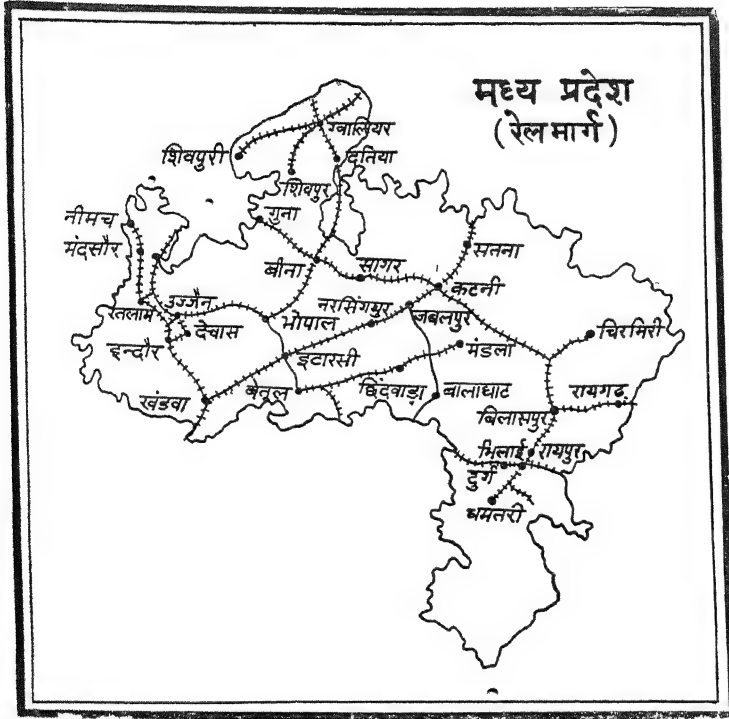 मध्य प्रदेश
(रेलमार्ग)
ग्वालियर
शिवपुरी
दतिया
शिवपुर
नीमच
गुना
मंदसौर
सतना
बीना
सागर
कटनी
रतलाम
उज्जैन
नरसिंगपुर
जबलपुर
देवास
भोपाल
चिरमिरी
इन्दौर
इटारसी
मंडला
खंडवा
बेतूल
छिंदवाड़ा
बालाघाट
रायगढ़
बिलासपुर
भिलाई
रायपुर
दुर्ग
धमतरी